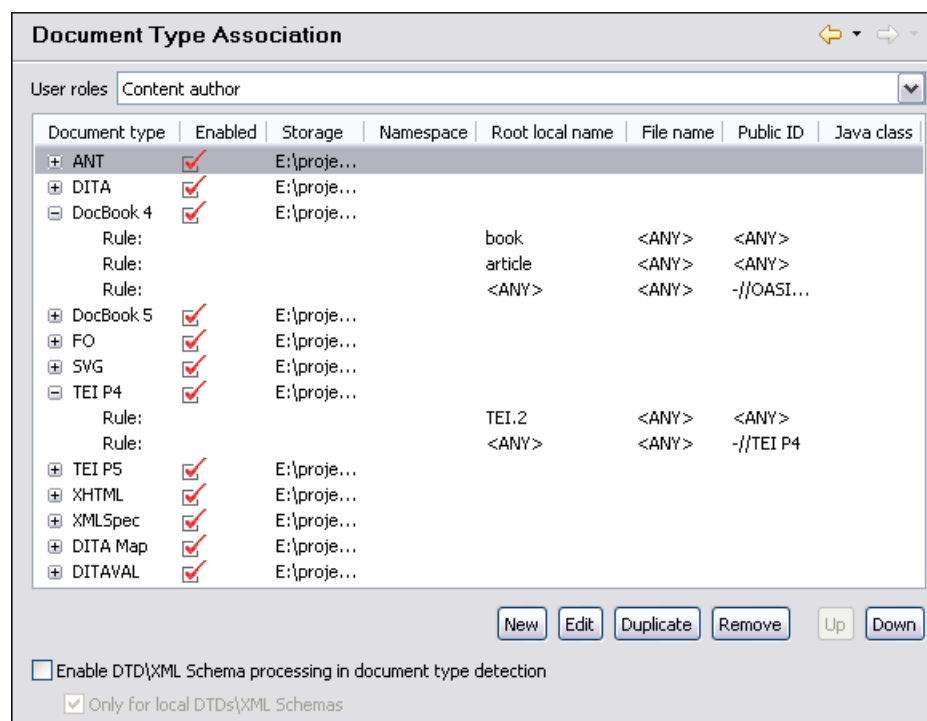 Document Type Association
User roles Content author
Document type Enabled Storage Namespace Root local name File name Public ID Java class
ANT E:\proje...
DITA E:\proje...
DocBook 4 E:\proje...
Rule: book <ANY> <ANY>
Rule: article <ANY> <ANY>
Rule: <ANY> <ANY> -//OASI...
DocBook 5 E:\proje...
FO E:\proje...
SVG E:\proje...
TEI P4 E:\proje...
Rule: TEI.2 <ANY> <ANY>
Rule: <ANY> <ANY> -//TEI P4
TEI P5 E:\proje...
XHTML E:\proje...
XMLSpec E:\proje...
DITA Map E:\proje...
DITAVAL E:\proje...
New Edit Duplicate Remove Up Down
Enable DTD\XML Schema processing in document type detection
Only for local DTDs\XML Schemas